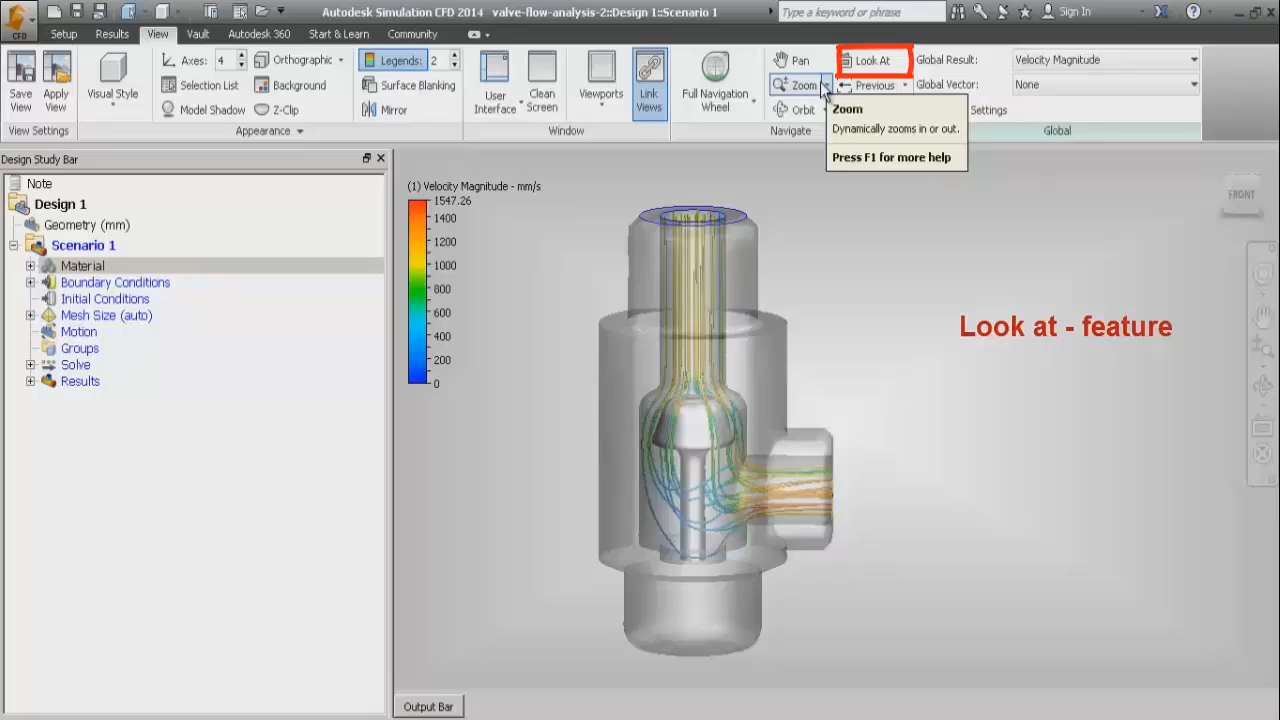 Autodesk Simulation CFD 2014 valve-flow-analysis-2::Design 1::Scenario 1
Type a keyword or phrase
Sign In
CFD
Setup Results View Vault Autodesk 360 Start & Learn Community
Save View
Apply View
View Settings
Visual Style
Axes: 4
Selection List
Model Shadow
Orthographic
Background
Z-Clip
Legends: 2
Surface Blanking
Mirror
Appearance
User Interface
Clean Screen
Viewports
Link Views
Window
Full Navigation Wheel
Pan
Zoom
Orbit
Look At
Previous
Settings
Navigate
Global Result: Velocity Magnitude
Global Vector: None
Global
Zoom
Dynamically zooms in or out.
Press F1 for more help
Design Study Bar
Note
Design 1
Geometry (mm)
Scenario 1
Material
Boundary Conditions
Initial Conditions
Mesh Size (auto)
Motion
Groups
Solve
Results
(1) Velocity Magnitude - mm/s
1547.26
1400
1200
1000
800
600
400
200
0
FRONT
Look at - feature
Output Bar